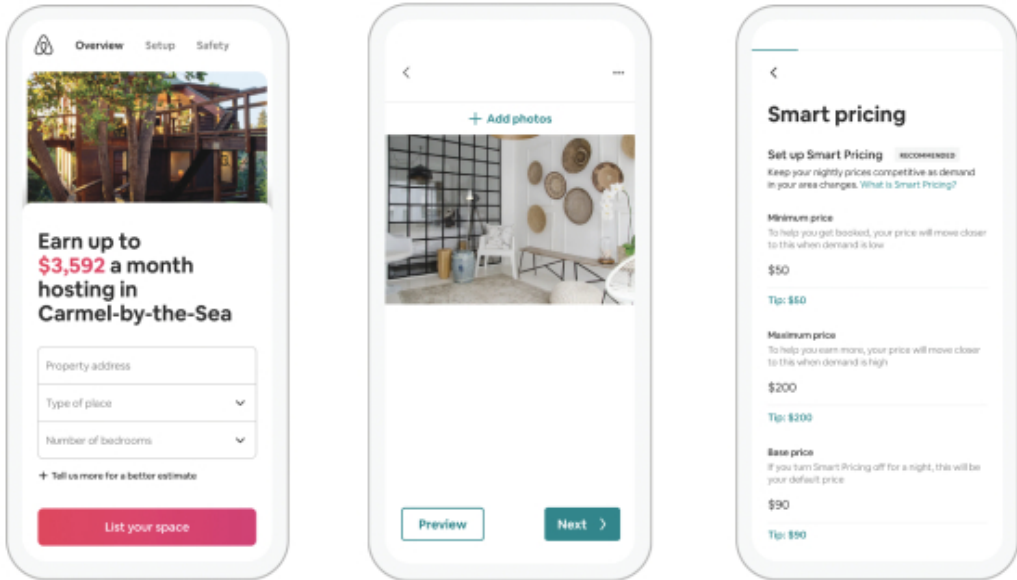 Overview Setup Safety
Earn up to
$3,592 a month
hosting in
Carmel-by-the-Sea
Property address
Type of place
Number of bedrooms
+ Tell us more for a better estimate
List your space
+ Add photos
Preview
Next
Smart pricing
Set up Smart Pricing RECOMMENDED
Keep your nightly prices competitive as demand
in your area changes. What is Smart Pricing?
Minimum price
To help you get booked, your price will move closer
to this when demand is low
$50
Tip: $50
Maximum price
To help you earn more, your price will move closer
to this when demand is high
$200
Tip: $200
Base price
If you turn Smart Pricing off for a night, this will be
your default price
$90
Tip: $90